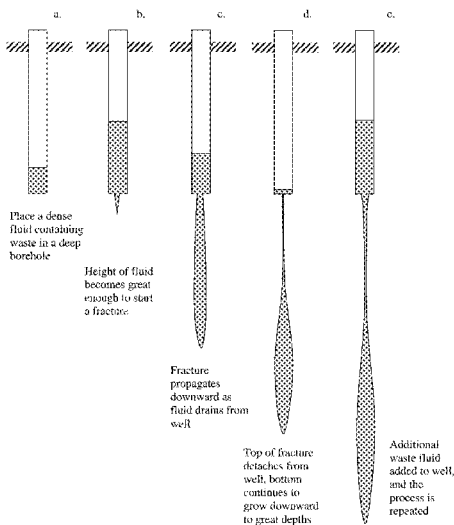 a.
b.
c.
d.
e.
Place a dense
fluid containing
waste in a deep
borehole
Height of fluid
becomes great
enough to start
a fracture
Fracture
propagates
downward as
fluid drains from
well
Top of fracture
detaches from
well, bottom
continues to
grow downward
to great depths
Additional
waste fluid
added to well,
and the
process is
repeated